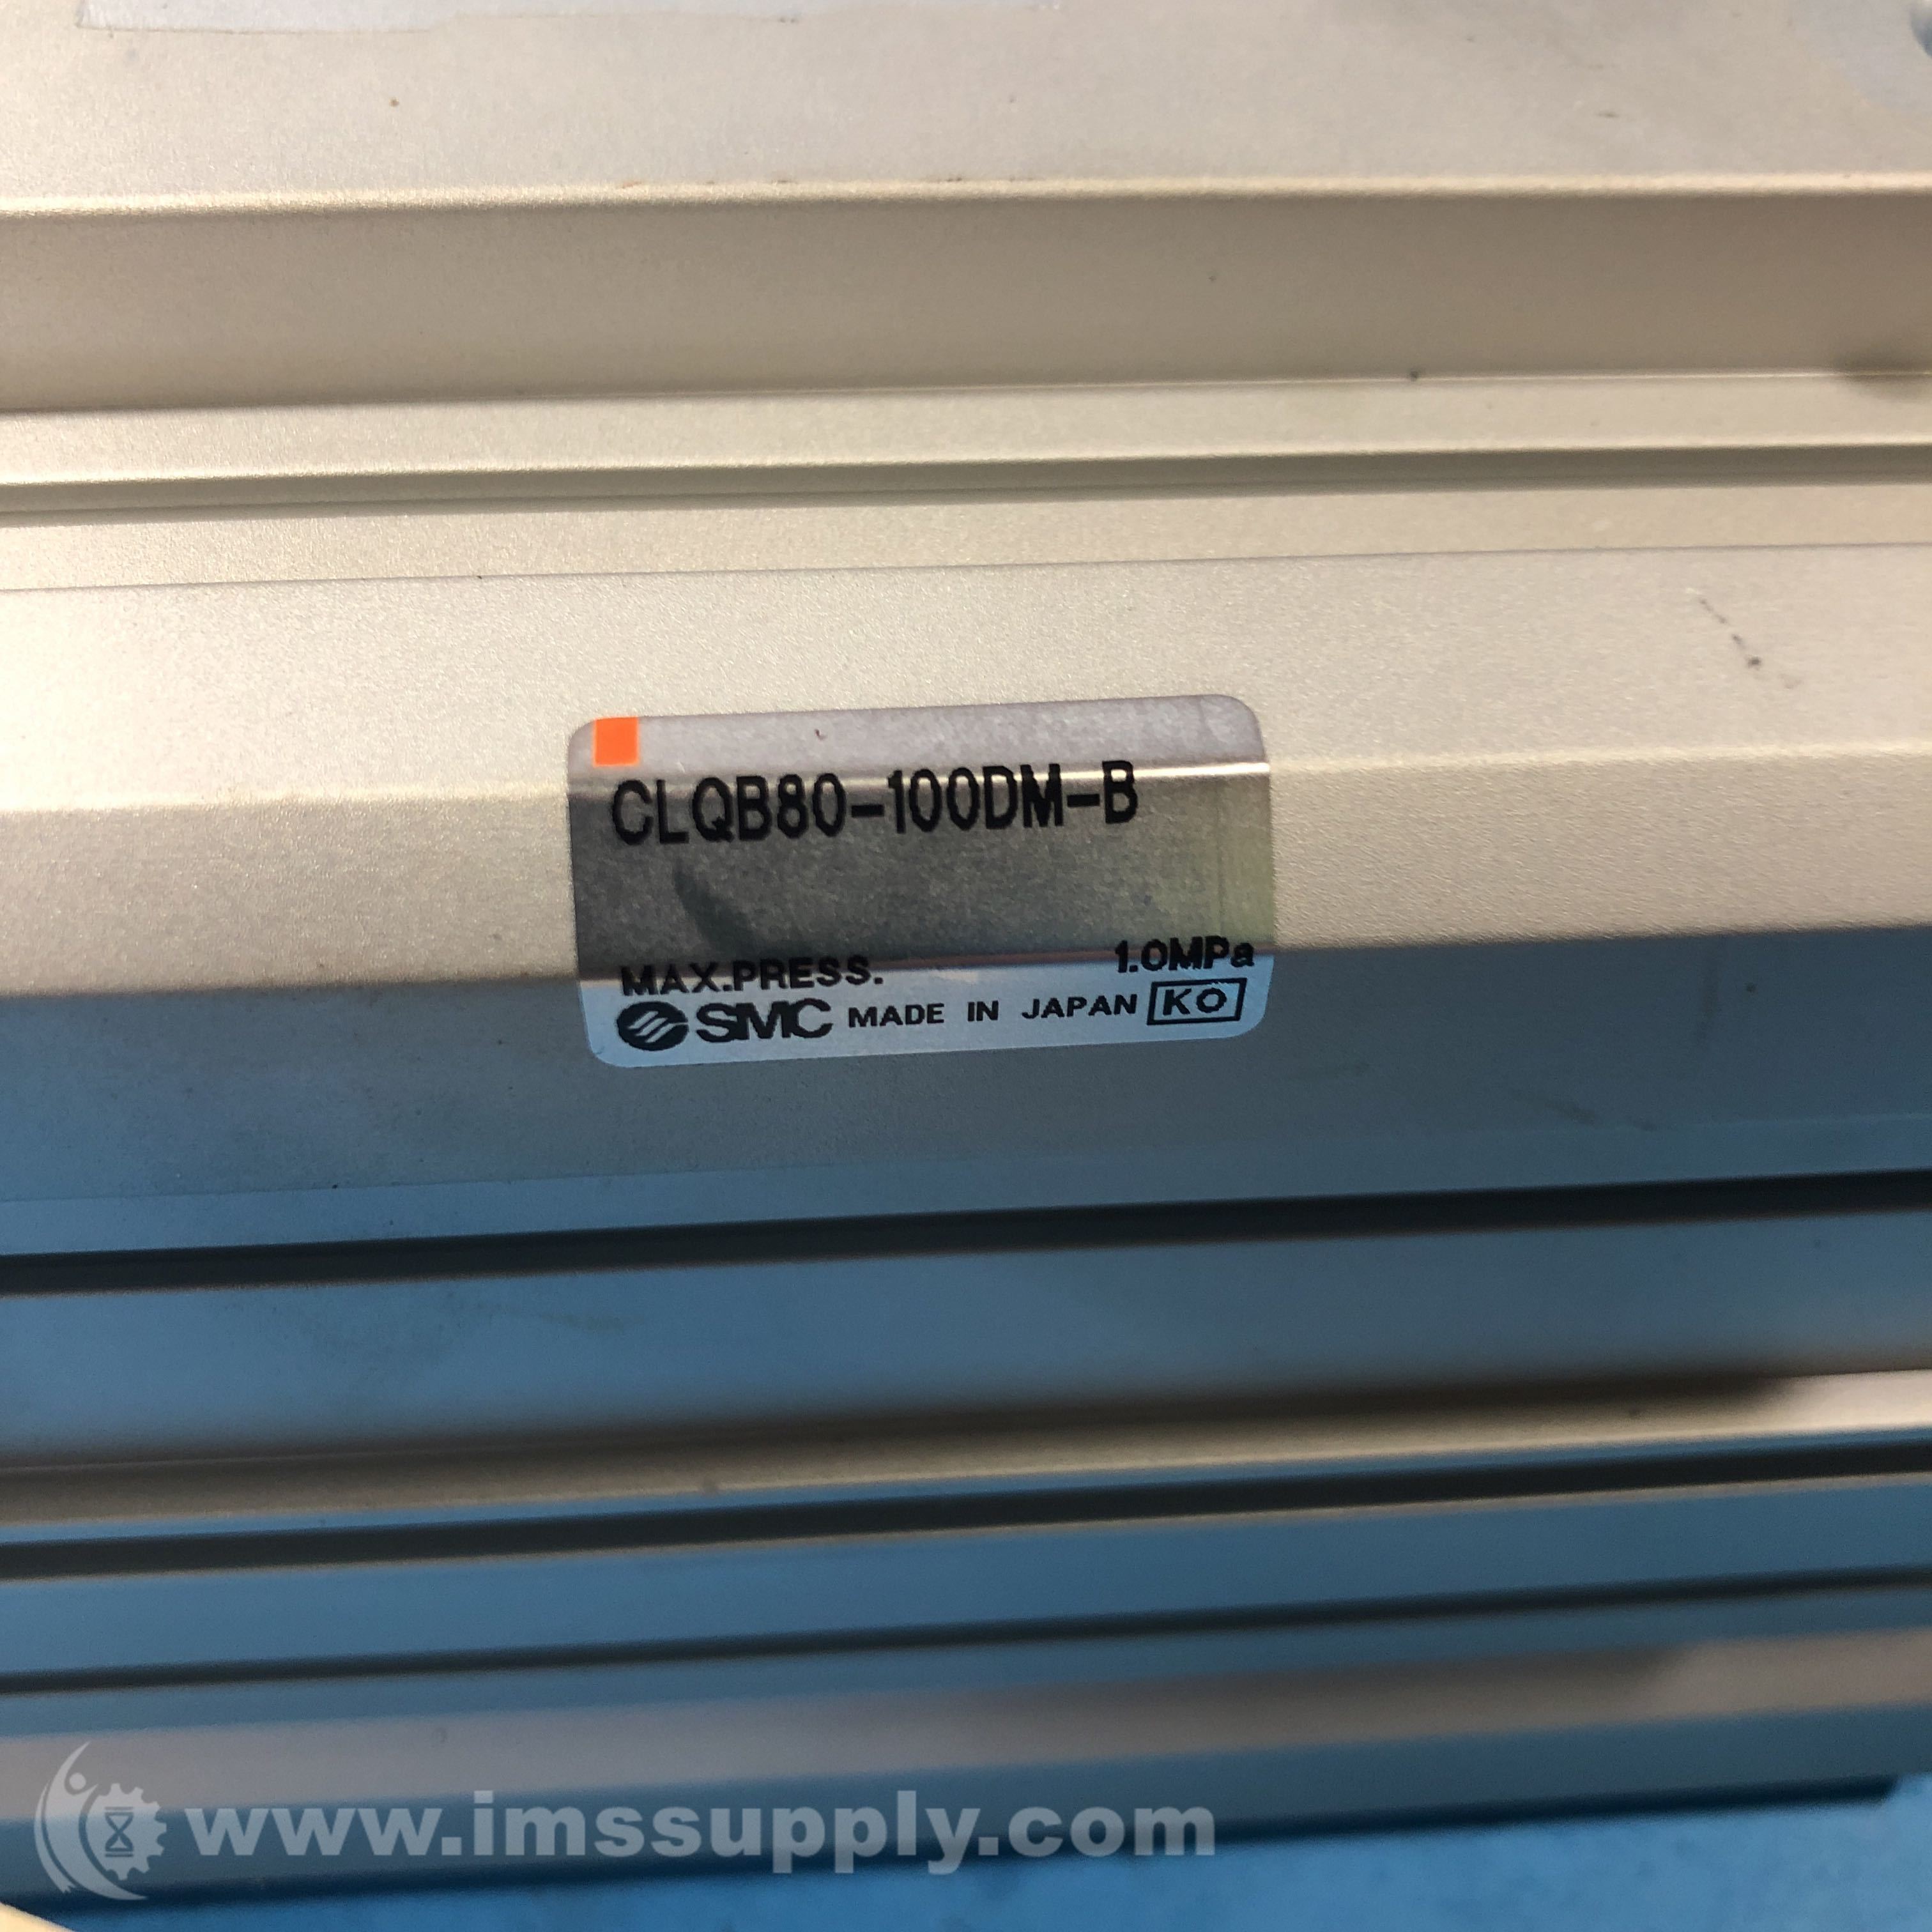 CLQB80-100DM-B
MAX.PRESS. 1.0MPa
SMC MADE IN JAPAN KO
www.imssupply.com